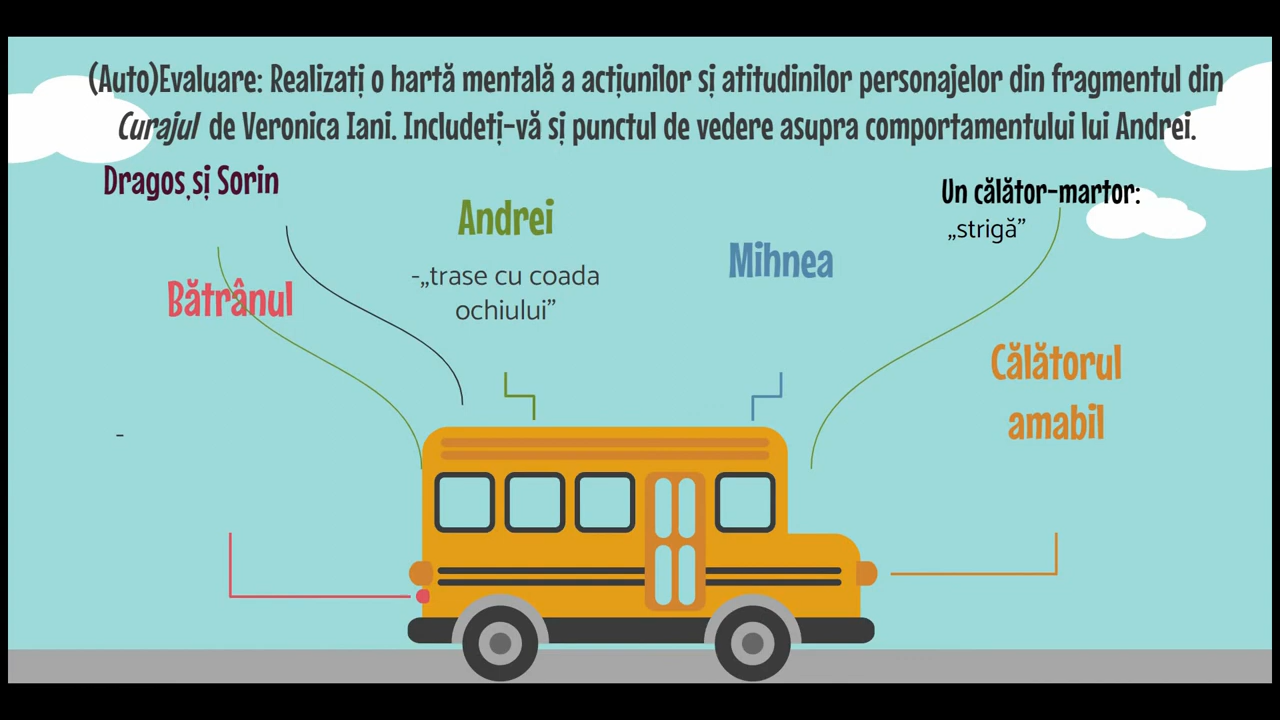 (Auto)Evaluare: Realizați o hartă mentală a acțiunilor și atitudinilor personajelor din fragmentul din
Curajul de Veronica Iani. Includeți-vă și punctul de vedere asupra comportamentului lui Andrei.
Dragoș și Sorin
Bătrânul
-
Andrei
-„trase cu coada
ochiului”
Mihnea
Un călător-martor:
„strigă”
Călătorul
amabil